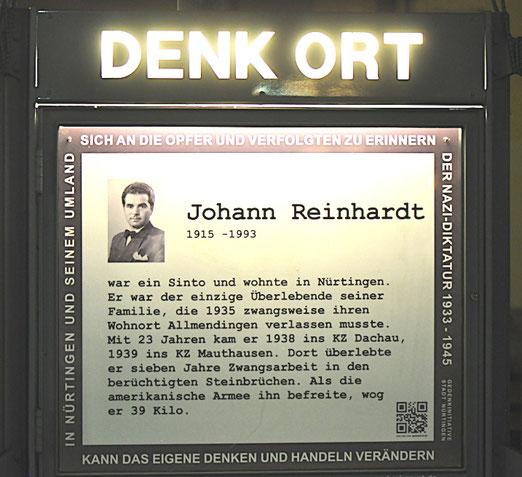 DENK ORT
SICH AN DIE OPFER UND VERFOLGTEN ZU ERINNERN
IN NÜRTINGEN UND SEINEM UMLAND
DER NAZI-DIKTATUR 1933 - 1945
Johann Reinhardt
1915 -1993
war ein Sinto und wohnte in Nürtingen.
Er war der einzige Überlebende seiner
Familie, die 1935 zwangsweise ihren
Wohnort Allmendingen verlassen musste.
Mit 23 Jahren kam er 1938 ins KZ Dachau,
1939 ins KZ Mauthausen. Dort überlebte
er sieben Jahre Zwangsarbeit in den
berüchtigten Steinbrüchen. Als die
amerikanische Armee ihn befreite, wog
er 39 Kilo.
GEDENKINITIATIVE
STADT NÜRTINGEN
KANN DAS EIGENE DENKEN UND HANDELN VERÄNDERN